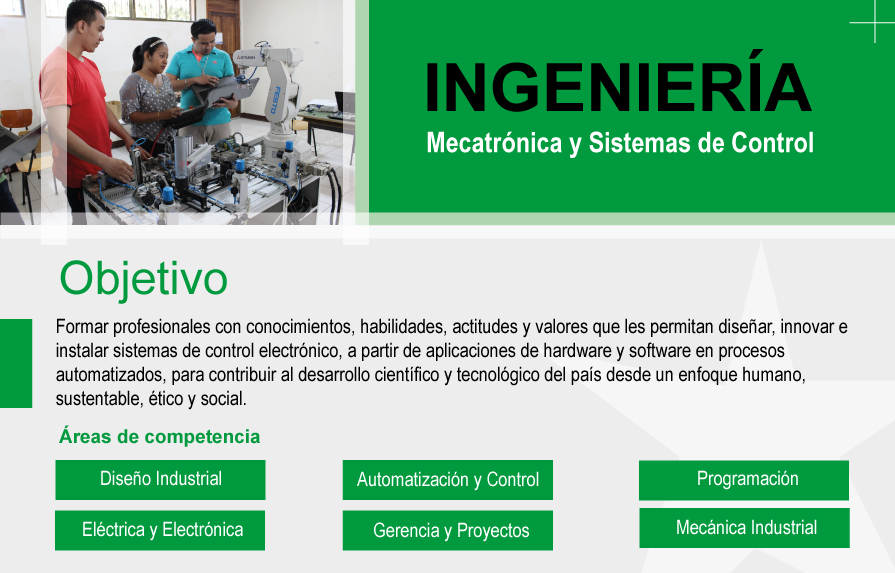 INGENIERÍA
Mecatrónica y Sistemas de Control
FESTO
Objetivo
Formar profesionales con conocimientos, habilidades, actitudes y valores que les permitan diseñar, innovar e
instalar sistemas de control electrónico, a partir de aplicaciones de hardware y software en procesos
automatizados, para contribuir al desarrollo científico y tecnológico del país desde un enfoque humano,
sustentable, ético y social.
Áreas de competencia
Diseño Industrial
Automatización y Control
Programación
Eléctrica y Electrónica
Gerencia y Proyectos
Mecánica Industrial